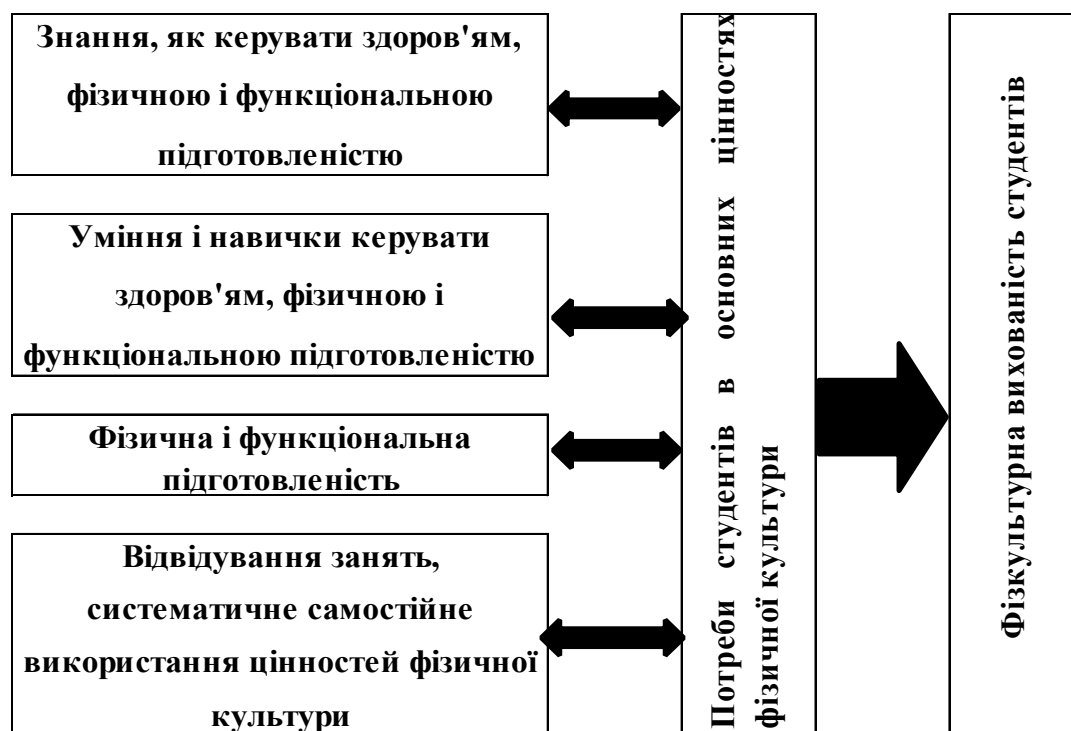 Знання, як керувати здоров'ям,
фізичною і функціональною
підготовленістю
Уміння і навички керувати
здоров'ям, фізичною і
функціональною підготовленістю
Фізична і функціональна
підготовленість
Відвідування занять,
систематичне самостійне
використання цінностей фізичної
культури
Потреби студентів в основних цінностях
фізичної культури
Фізкультурна вихованість студентів